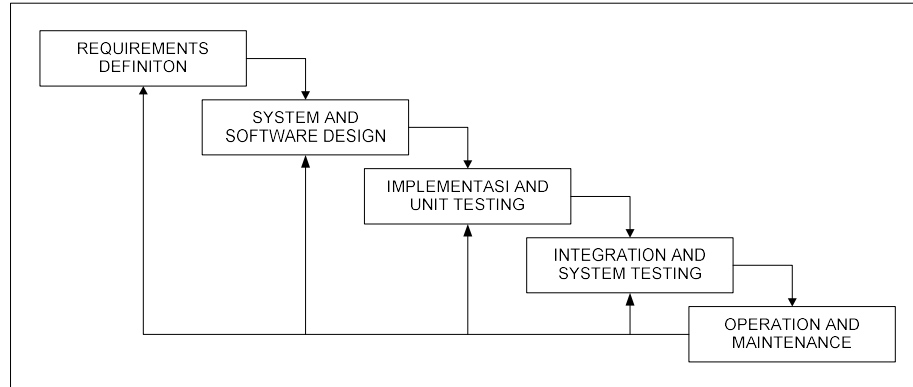 REQUIREMENTS
DEFINITON
SYSTEM AND
SOFTWARE DESIGN
IMPLEMENTASI AND
UNIT TESTING
INTEGRATION AND
SYSTEM TESTING
OPERATION AND
MAINTENANCE